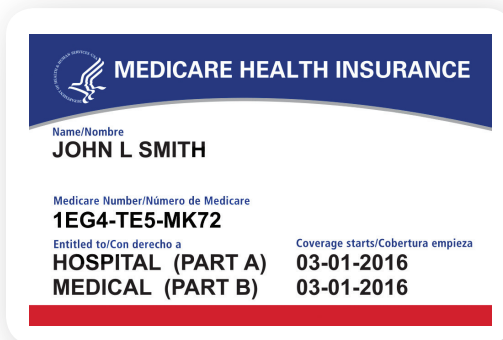 MEDICARE HEALTH INSURANCE
Name/Nombre
JOHN L SMITH
Medicare Number/Número de Medicare
1EG4-TE5-MK72
Entitled to/Con derecho a Coverage starts/Cobertura empieza
HOSPITAL (PART A) 03-01-2016
MEDICAL (PART B) 03-01-2016